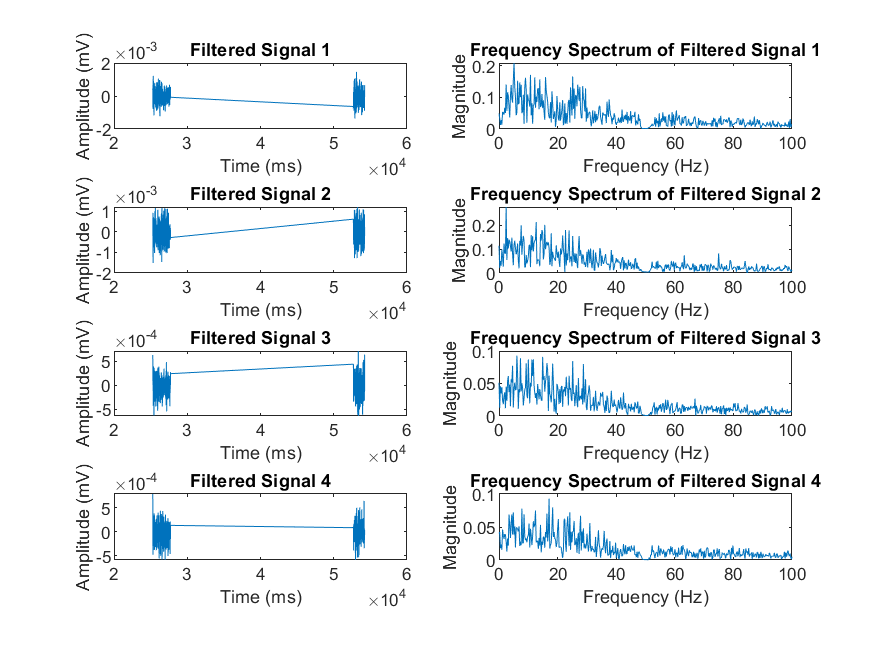 Filtered Signal 1
×10-3
Amplitude (mV)
2
0
-2
2 3 4 5 6
Time (ms)
×104
Frequency Spectrum of Filtered Signal 1
Magnitude
0.2
0.1
0
0 20 40 60 80 100
Frequency (Hz)
Filtered Signal 2
×10-3
Amplitude (mV)
1
0
-1
-2
2 3 4 5 6
Time (ms)
×104
Frequency Spectrum of Filtered Signal 2
Magnitude
0.2
0.1
0
0 20 40 60 80 100
Frequency (Hz)
Filtered Signal 3
×10-4
Amplitude (mV)
5
0
-5
2 3 4 5 6
Time (ms)
×104
Frequency Spectrum of Filtered Signal 3
Magnitude
0.1
0.05
0
0 20 40 60 80 100
Frequency (Hz)
Filtered Signal 4
×10-4
Amplitude (mV)
5
0
-5
2 3 4 5 6
Time (ms)
×104
Frequency Spectrum of Filtered Signal 4
Magnitude
0.1
0.05
0
0 20 40 60 80 100
Frequency (Hz)